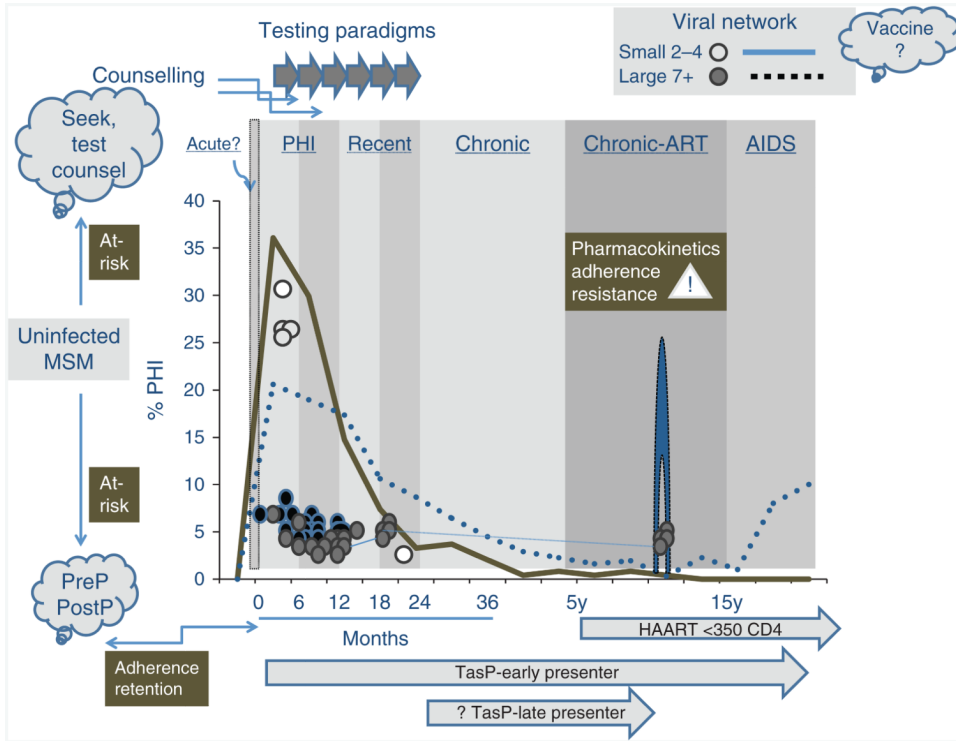 Testing paradigms
Viral network
Small 2–4
Large 7+
Vaccine
?
Counselling
Seek,
test
counsel
Acute?
PHI
Recent
Chronic
Chronic-ART
AIDS
At-
risk
Uninfected
MSM
At-
risk
PreP
PostP
Adherence
retention
% PHI
40
35
30
25
20
15
10
5
0
Pharmacokinetics
adherence
resistance
!
0 6 12 18 24 36 5y 15y
Months
HAART <350 CD4
TasP-early presenter
? TasP-late presenter